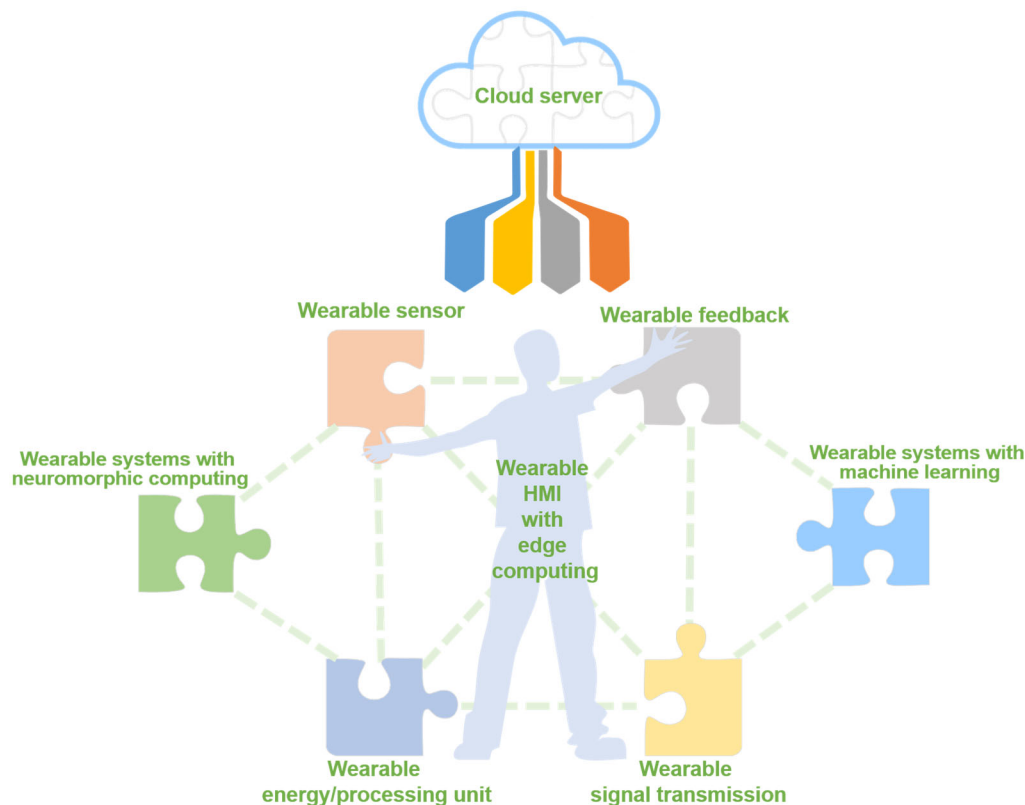 Cloud server
Wearable sensor
Wearable feedback
Wearable systems with
neuromorphic computing
Wearable systems with
machine learning
Wearable
HMI
with
edge
computing
Wearable
energy/processing unit
Wearable
signal transmission